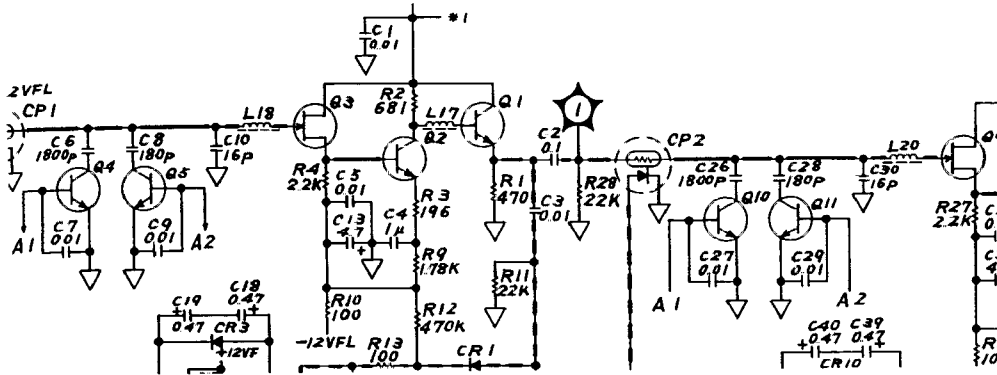 *1
C1
0.01
2VFL
CP1
L18
Q3
R2
681
L17
Q1
1
C6
1800P
C8
180P
C10
16P
Q4
Q5
Q2
C2
0.1
CP2
L20
R4
2.2K
C5
0.01
R3
196
R1
470
C3
0.01
R28
22K
C26
1800P
C28
180P
C30
16P
Q10
Q11
R27
2.2K
A1
C7
0.01
C9
0.01
A2
C13
4.7
C4
1μ
R9
1.78K
R11
22K
A1
C27
0.01
C29
0.01
A2
C19
0.47
C18
0.47
CR3
+12VF
R10
100
-12VFL
R12
470K
R13
100
CR1
C40
0.47
C39
0.47
CR10